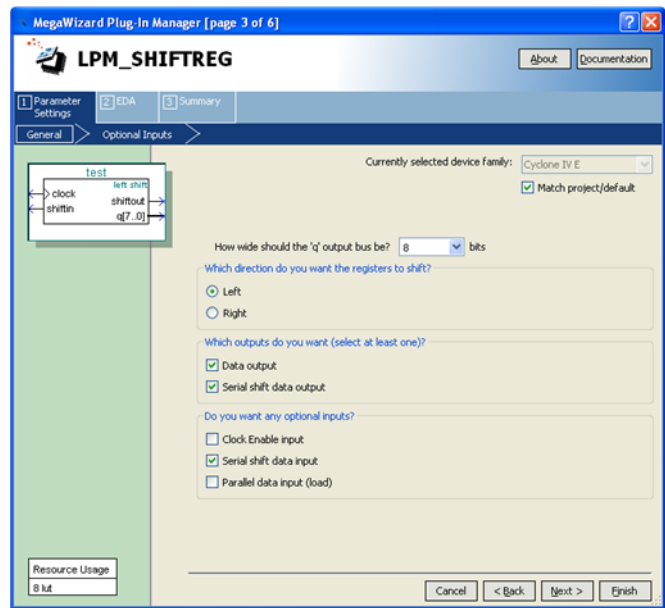 MegaWizard Plug-In Manager [page 3 of 6]
LPM_SHIFTREG
About
Documentation
1 Parameter Settings
2 EDA
3 Summary
General
Optional Inputs
Currently selected device family:
Cyclone IV E
Match project/default
test
left shift
clock
shiftin
shiftout
q[7..0]
How wide should the 'q' output bus be? 8 bits
Which direction do you want the registers to shift?
Left
Right
Which outputs do you want (select at least one)?
Data output
Serial shift data output
Do you want any optional inputs?
Clock Enable input
Serial shift data input
Parallel data input (load)
Resource Usage
8 lut
Cancel
< Back
Next >
Finish